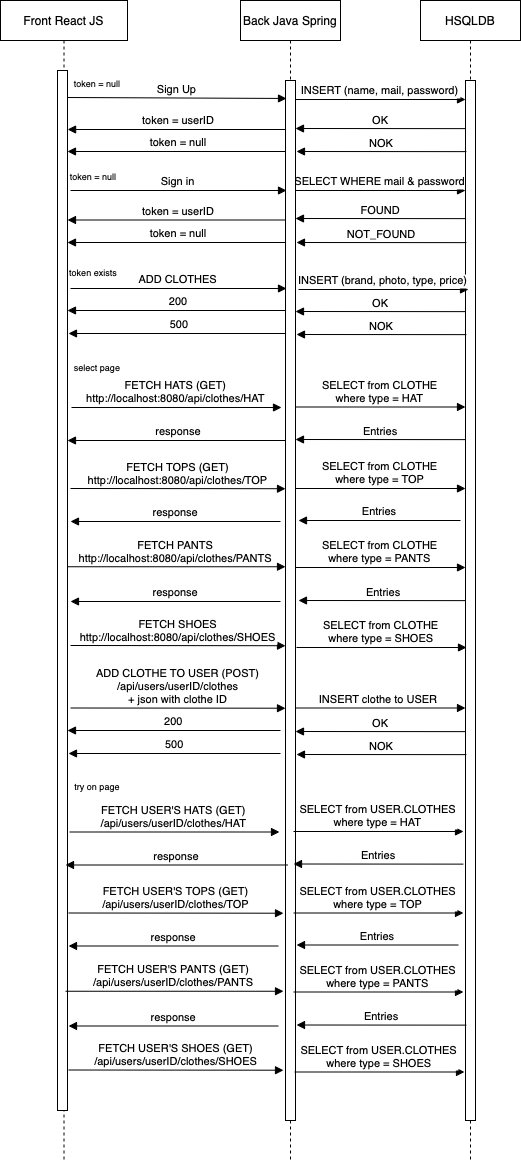 Front React JS
Back Java Spring
HSQLDB
token = null
Sign Up
INSERT (name, mail, password)
token = userID
OK
token = null
NOK
token = null
Sign in
SELECT WHERE mail & password
token = userID
FOUND
token = null
NOT_FOUND
token exists
ADD CLOTHES
INSERT (brand, photo, type, price)
200
OK
500
NOK
select page
FETCH HATS (GET)
http://localhost:8080/api/clothes/HAT
SELECT from CLOTHE
where type = HAT
response
Entries
FETCH TOPS (GET)
http://localhost:8080/api/clothes/TOP
SELECT from CLOTHE
where type = TOP
response
Entries
FETCH PANTS
http://localhost:8080/api/clothes/PANTS
SELECT from CLOTHE
where type = PANTS
response
Entries
FETCH SHOES
http://localhost:8080/api/clothes/SHOES
SELECT from CLOTHE
where type = SHOES
ADD CLOTHE TO USER (POST)
/api/users/userID/clothes
+ json with clothe ID
INSERT clothe to USER
200
OK
500
NOK
try on page
FETCH USER'S HATS (GET)
/api/users/userID/clothes/HAT
SELECT from USER.CLOTHES
where type = HAT
response
Entries
FETCH USER'S TOPS (GET)
/api/users/userID/clothes/TOP
SELECT from USER.CLOTHES
where type = TOP
response
Entries
FETCH USER'S PANTS (GET)
/api/users/userID/clothes/PANTS
SELECT from USER.CLOTHES
where type = PANTS
response
Entries
FETCH USER'S SHOES (GET)
/api/users/userID/clothes/SHOES
SELECT from USER.CLOTHES
where type = SHOES